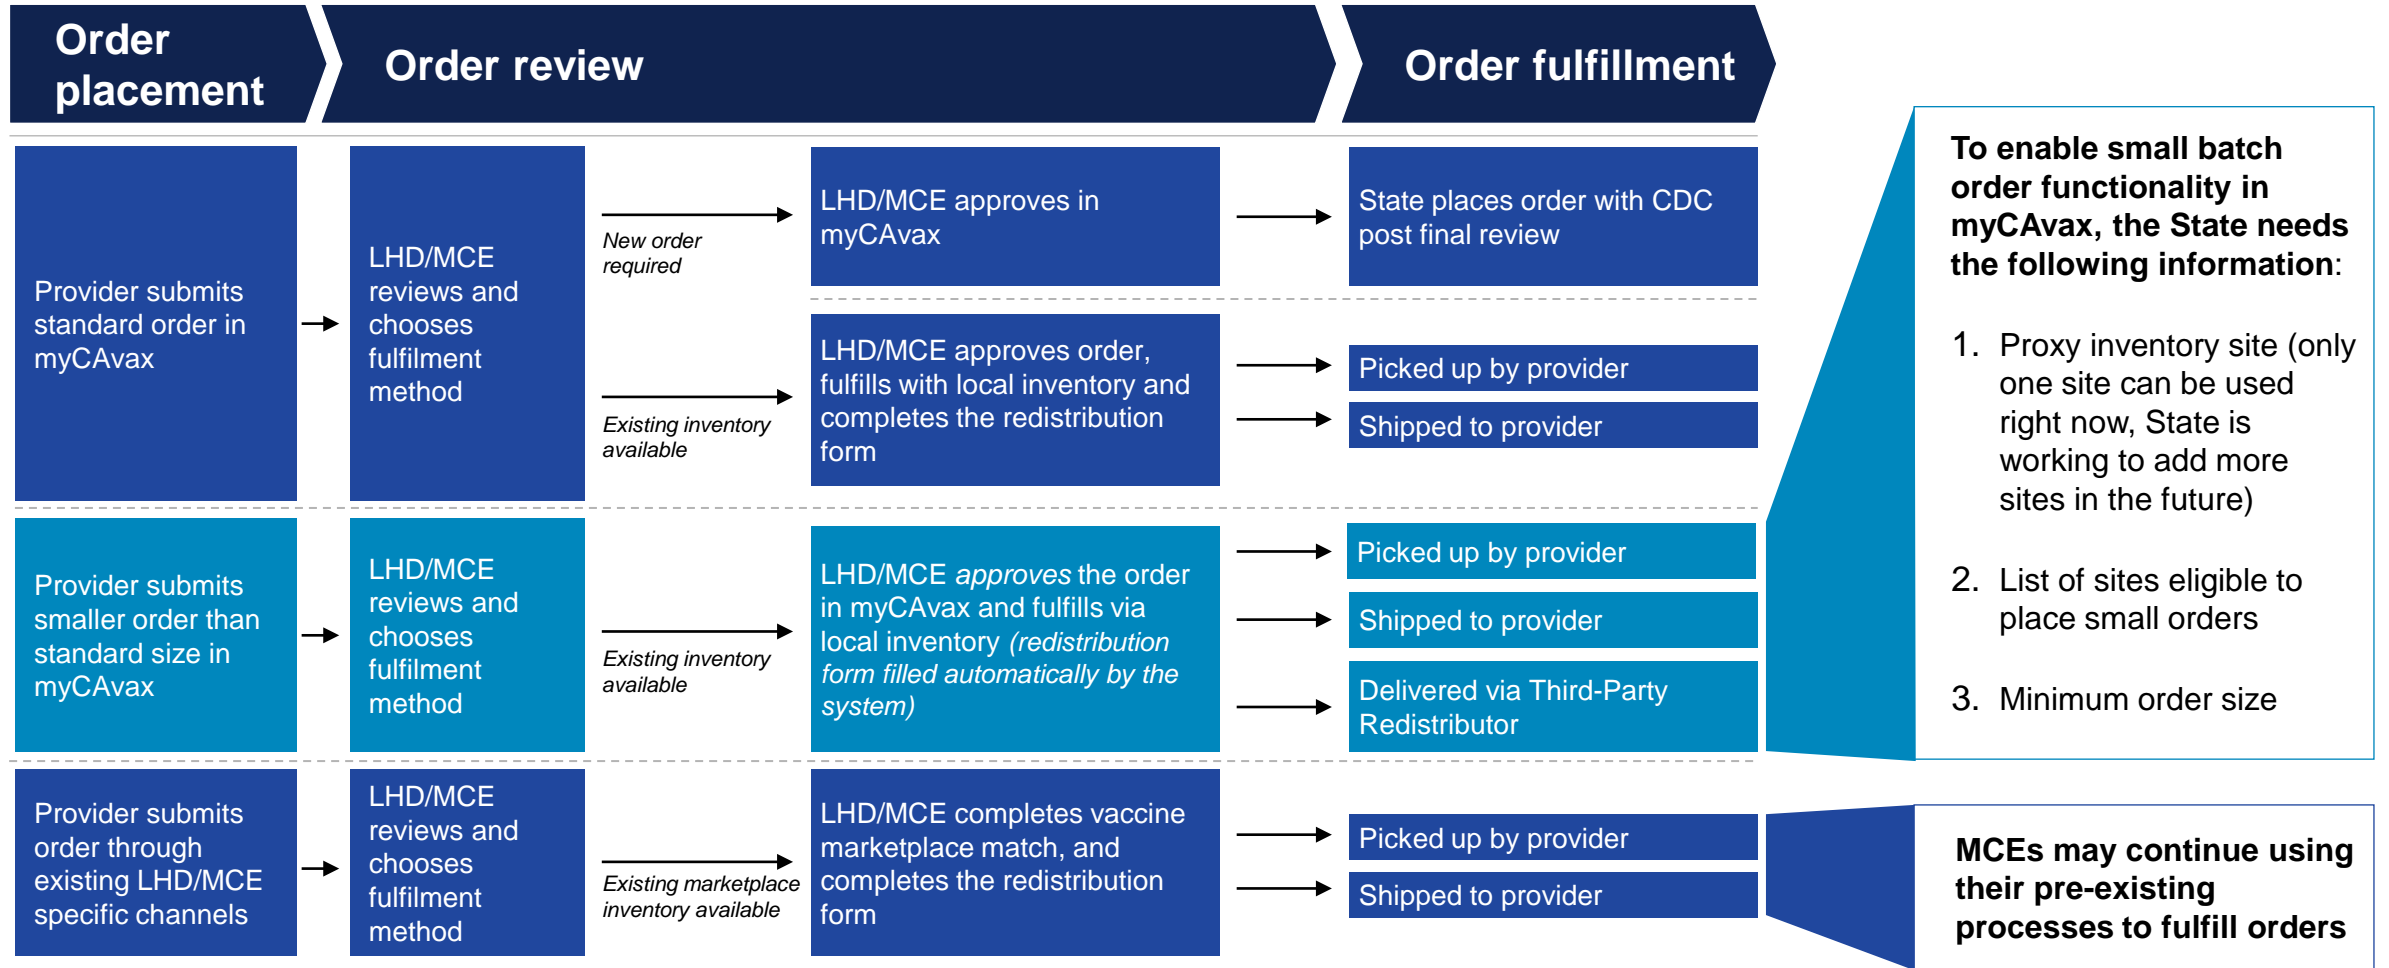 Order
placement
Order review
Order fulfillment
Provider submits
standard order in
myCAvax
LHD/MCE
reviews and
chooses
fulfilment
method
New order
required
LHD/MCE approves in
myCAvax
State places order with CDC
post final review
Existing inventory
available
LHD/MCE approves order,
fulfills with local inventory and
completes the redistribution
form
Picked up by provider
Shipped to provider
Provider submits
smaller order than
standard size in
myCAvax
LHD/MCE
reviews and
chooses
fulfilment
method
Existing inventory
available
LHD/MCE approves the order
in myCAvax and fulfills via
local inventory (redistribution
form filled automatically by the
system)
Picked up by provider
Shipped to provider
Delivered via Third-Party
Redistributor
Provider submits
order through
existing LHD/MCE
specific channels
LHD/MCE
reviews and
chooses
fulfilment
method
Existing marketplace
inventory available
LHD/MCE completes vaccine
marketplace match, and
completes the redistribution
form
Picked up by provider
Shipped to provider
To enable small batch
order functionality in
myCAvax, the State needs
the following information:
1. Proxy inventory site (only
one site can be used
right now, State is
working to add more
sites in the future)
2. List of sites eligible to
place small orders
3. Minimum order size
MCEs may continue using
their pre-existing
processes to fulfill orders